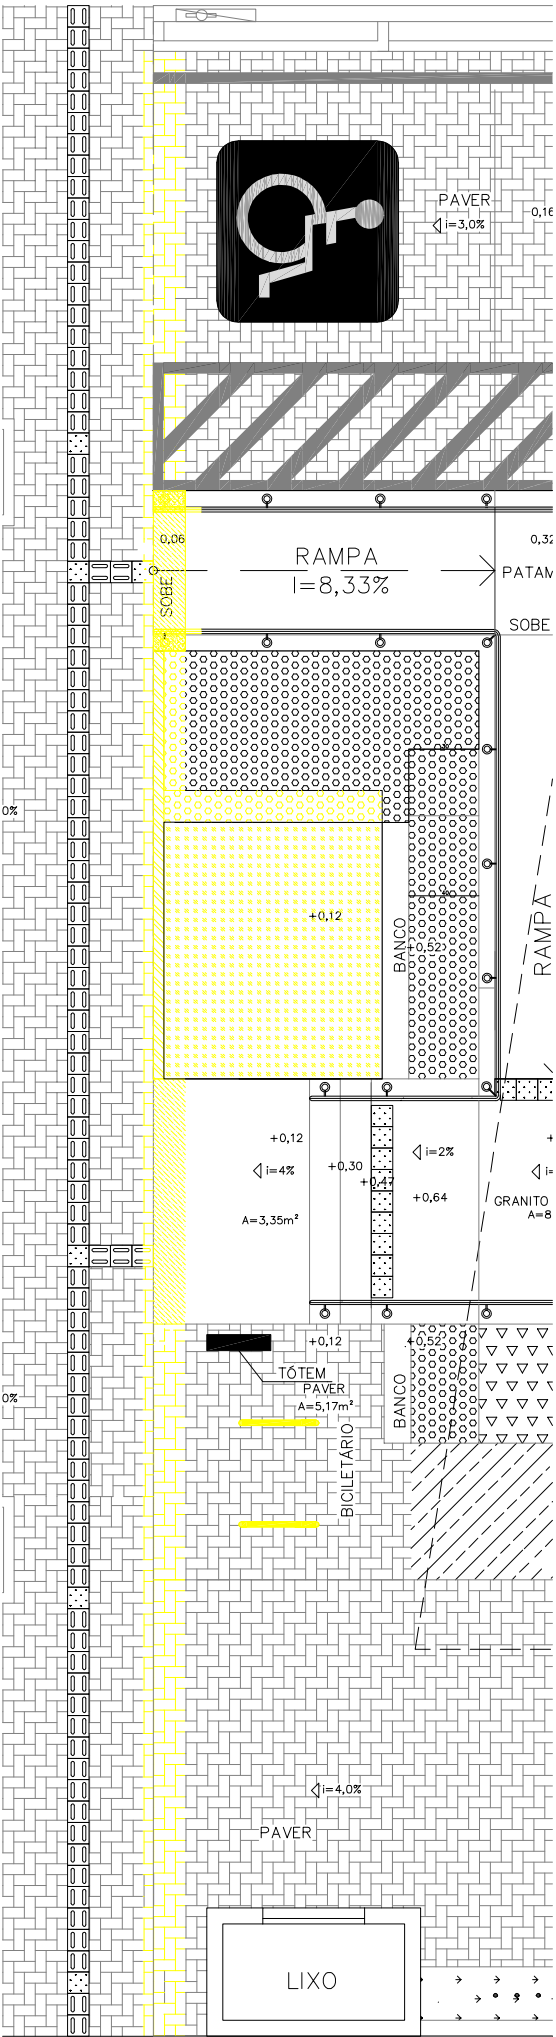 PAVER
i=3,0%
0,16
0,06
0,32
RAMPA
I=8,33%
SOBE
PATAM
SOBE
0%
+0,12
BANCO
+0,52
RAMPA
+0,12
i=4%
+0,30
+0,47
i=2%
i=
+0,64
GRANITO
A=3,35m²
A=8
+0,12
+0,52
TÓTEM
PAVER
A=5,17m²
0%
BANCO
BICILETÁRIO
i=4,0%
PAVER
LIXO